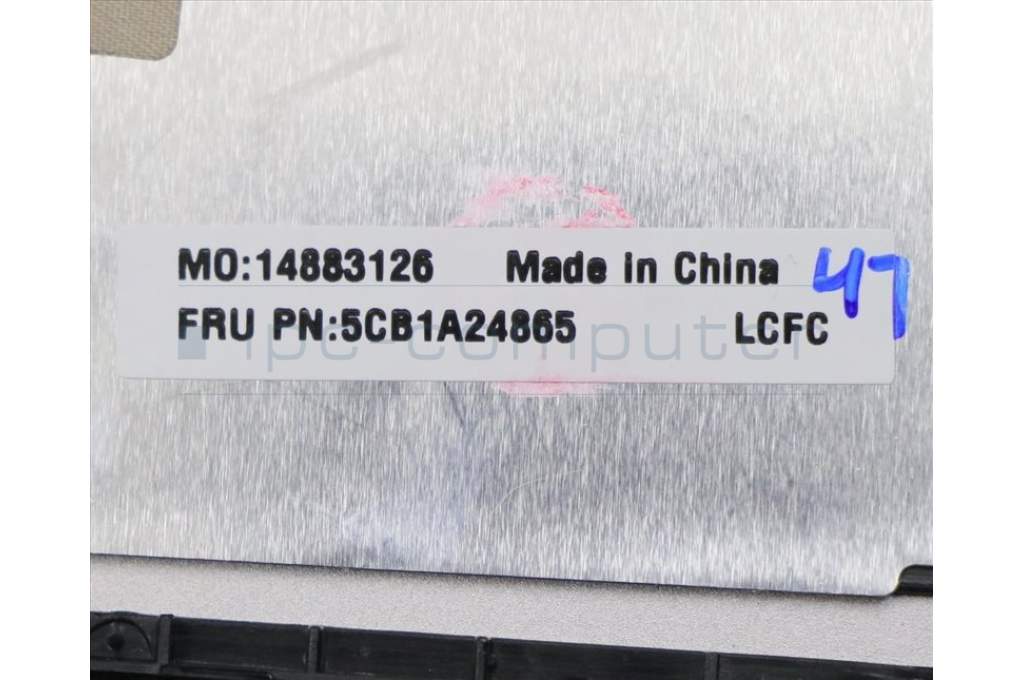 MO:14883126 Made in China 47
FRU PN:5CB1A24865 LCFC
ipc-computer